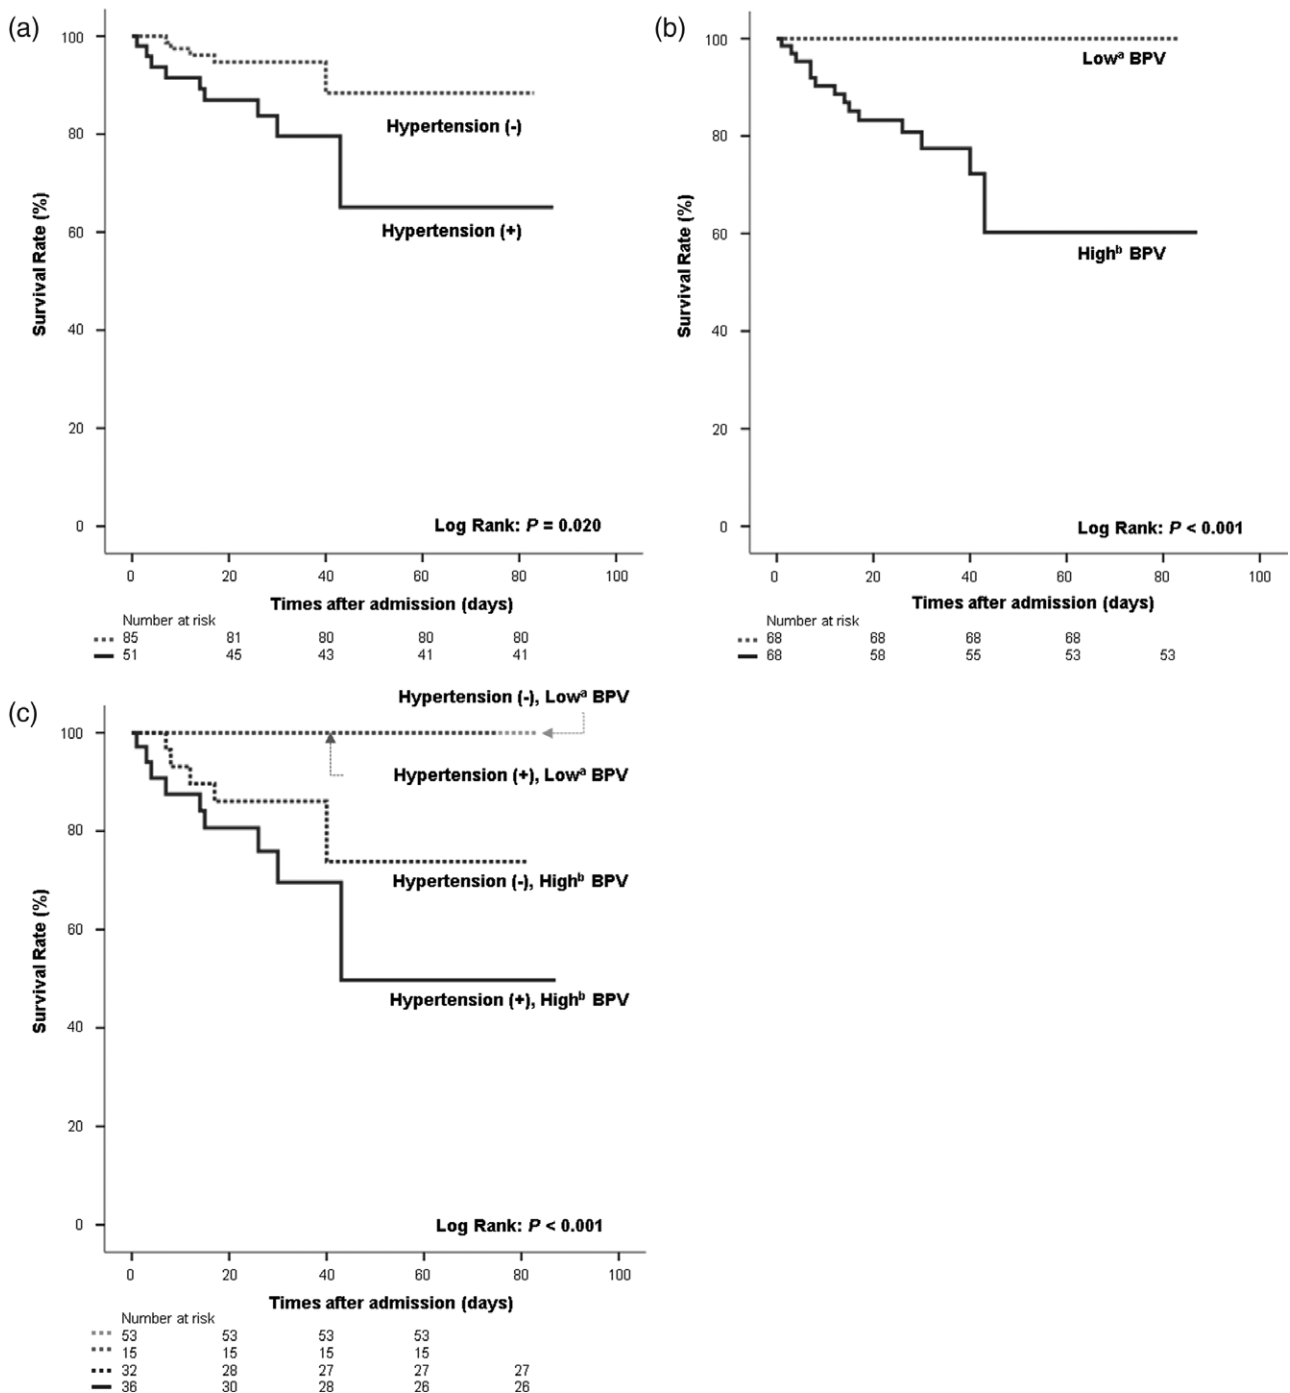 (a)
100
80
60
40
20
0
Survival Rate (%)
Hypertension (-)
Hypertension (+)
Log Rank: P = 0.020
0 20 40 60 80 100
Times after admission (days)
Number at risk
85 81 80 80 80
51 45 43 41 41
(b)
100
80
60
40
20
0
Survival Rate (%)
Lowᵃ BPV
Highᵇ BPV
Log Rank: P < 0.001
0 20 40 60 80 100
Times after admission (days)
Number at risk
68 68 68 68
68 58 55 53 53
(c)
100
80
60
40
20
0
Survival Rate (%)
Hypertension (-), Lowᵃ BPV
Hypertension (+), Lowᵃ BPV
Hypertension (-), Highᵇ BPV
Hypertension (+), Highᵇ BPV
Log Rank: P < 0.001
0 20 40 60 80 100
Times after admission (days)
Number at risk
53 53 53 53
15 15 15 15
32 28 27 27 27
36 30 28 26 26